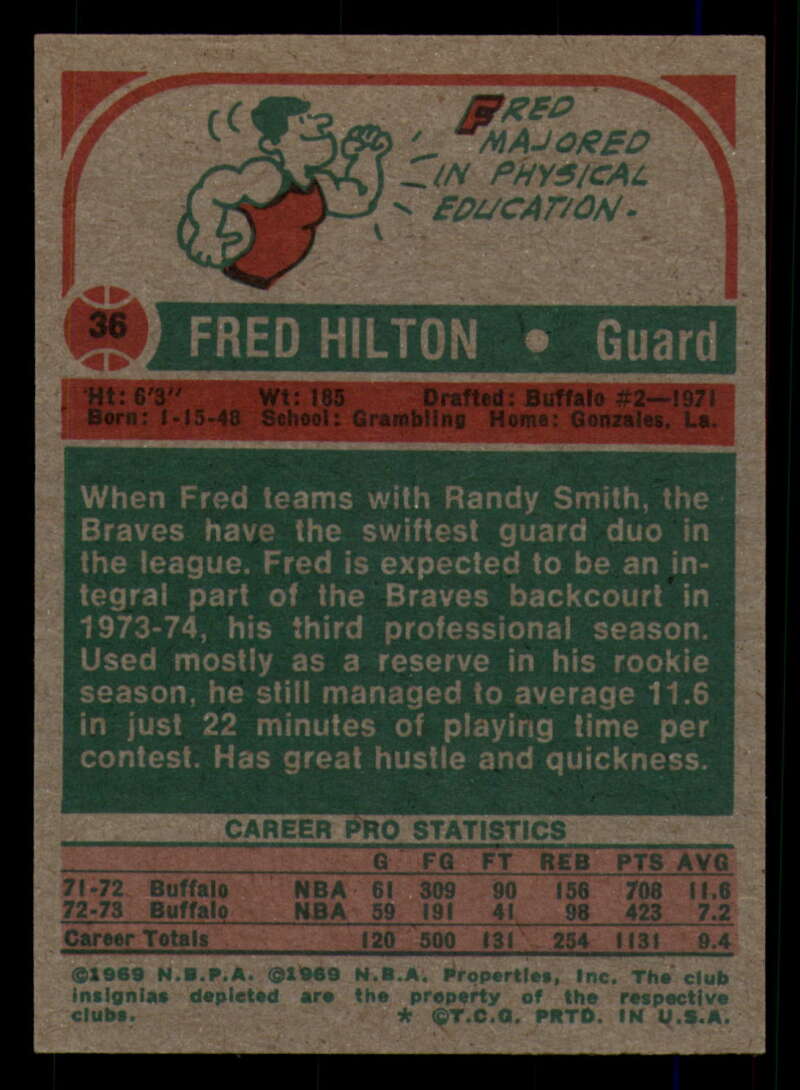 FRED
MAJORED
IN PHYSICAL
EDUCATION.
36 FRED HILTON • Guard
Ht: 6'3" Wt: 185 Drafted: Buffalo #2—1971
Born: 1-15-48 School: Grambling Home: Gonzales, La.
When Fred teams with Randy Smith, the
Braves have the swiftest guard duo in
the league. Fred is expected to be an in-
tegral part of the Braves backcourt in
1973-74, his third professional season.
Used mostly as a reserve in his rookie
season, he still managed to average 11.6
in just 22 minutes of playing time per
contest. Has great hustle and quickness.
CAREER PRO STATISTICS
G FG FT REB PTS AVG
71-72 Buffalo NBA 61 309 90 156 708 11.6
72-73 Buffalo NBA 59 191 41 98 423 7.2
Career Totals 120 500 131 254 1131 9.4
©1969 N.B.P.A. ©1969 N.B.A. Properties, Inc. The club
insignias depicted are the property of the respective
clubs. * ©T.C.G. PRTD. IN U.S.A.